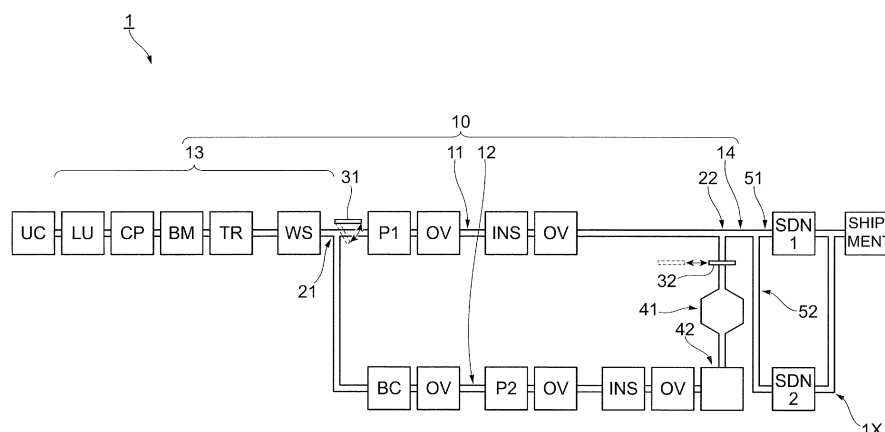 1
10
13
11
12
22
14
51
31
UC
LU
CP
BM
TR
WS
P1
OV
INS
OV
SDN
1
SHIP
MENT
21
32
52
41
42
BC
OV
P2
OV
INS
OV
SDN
2
1X